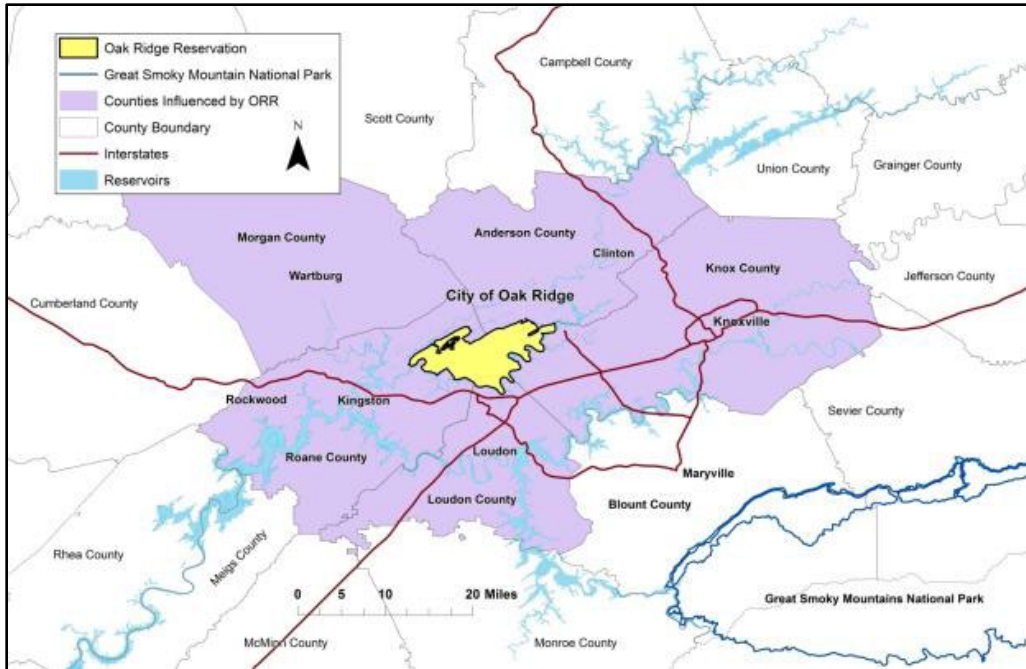 Oak Ridge Reservation
Great Smoky Mountain National Park
Counties Influenced by ORR
County Boundary
Interstates
Reservoirs
N
Campbell County
Scott County
Union County
Grainger County
Morgan County
Anderson County
Clinton
Knox County
Wartburg
Jefferson County
Cumberland County
City of Oak Ridge
Knoxville
Rockwood
Kingston
Sevier County
Roane County
Loudon
Maryville
Loudon County
Blount County
Rhea County
Meigs County
0 5 10 20 Miles
Great Smoky Mountains National Park
McMinn County
Monroe County